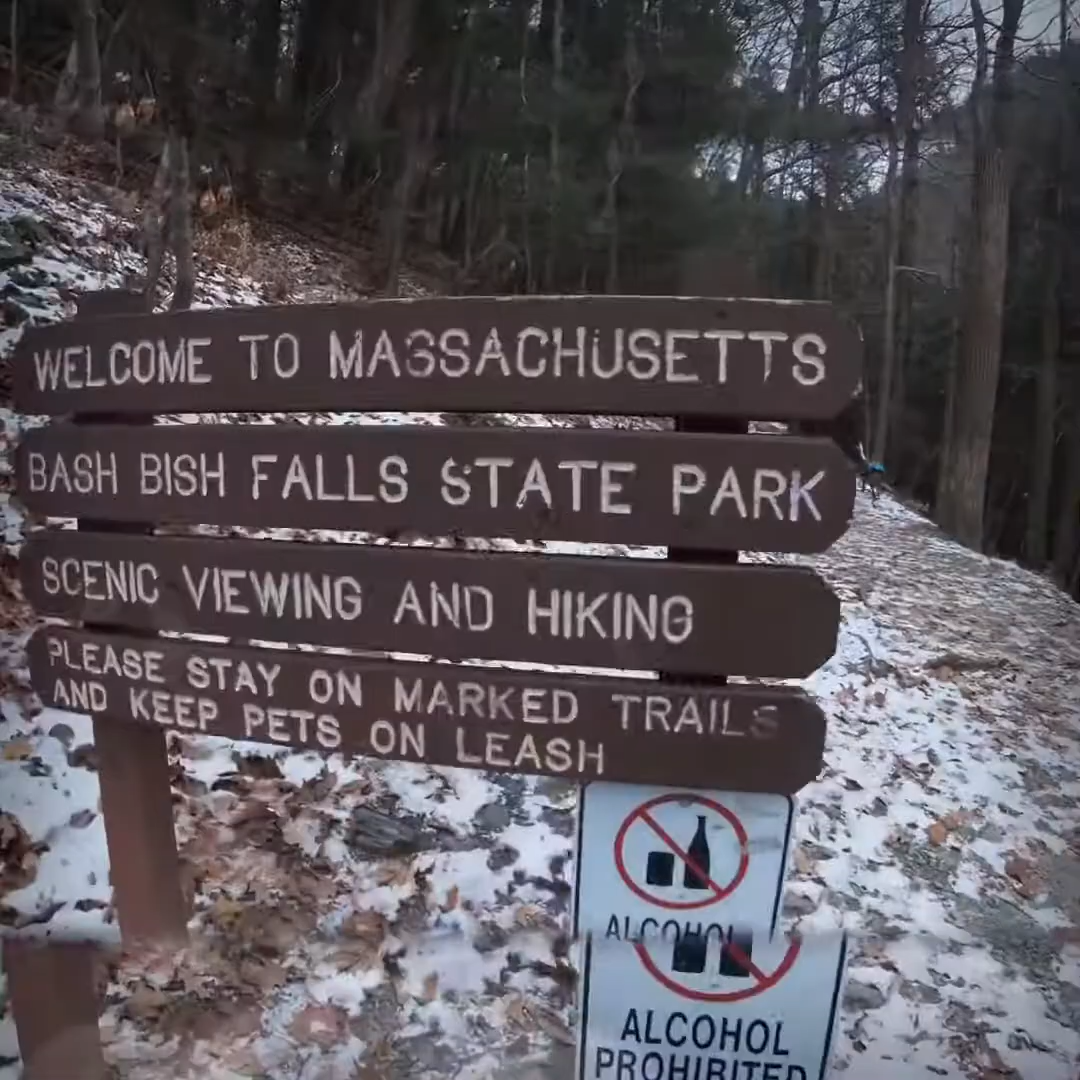 WELCOME TO MASSACHUSETTS
BASH BISH FALLS STATE PARK
SCENIC VIEWING AND HIKING
PLEASE STAY ON MARKED TRAILS
AND KEEP PETS ON LEASH
ALCOHOL
ALCOHOL
PROHIBITED